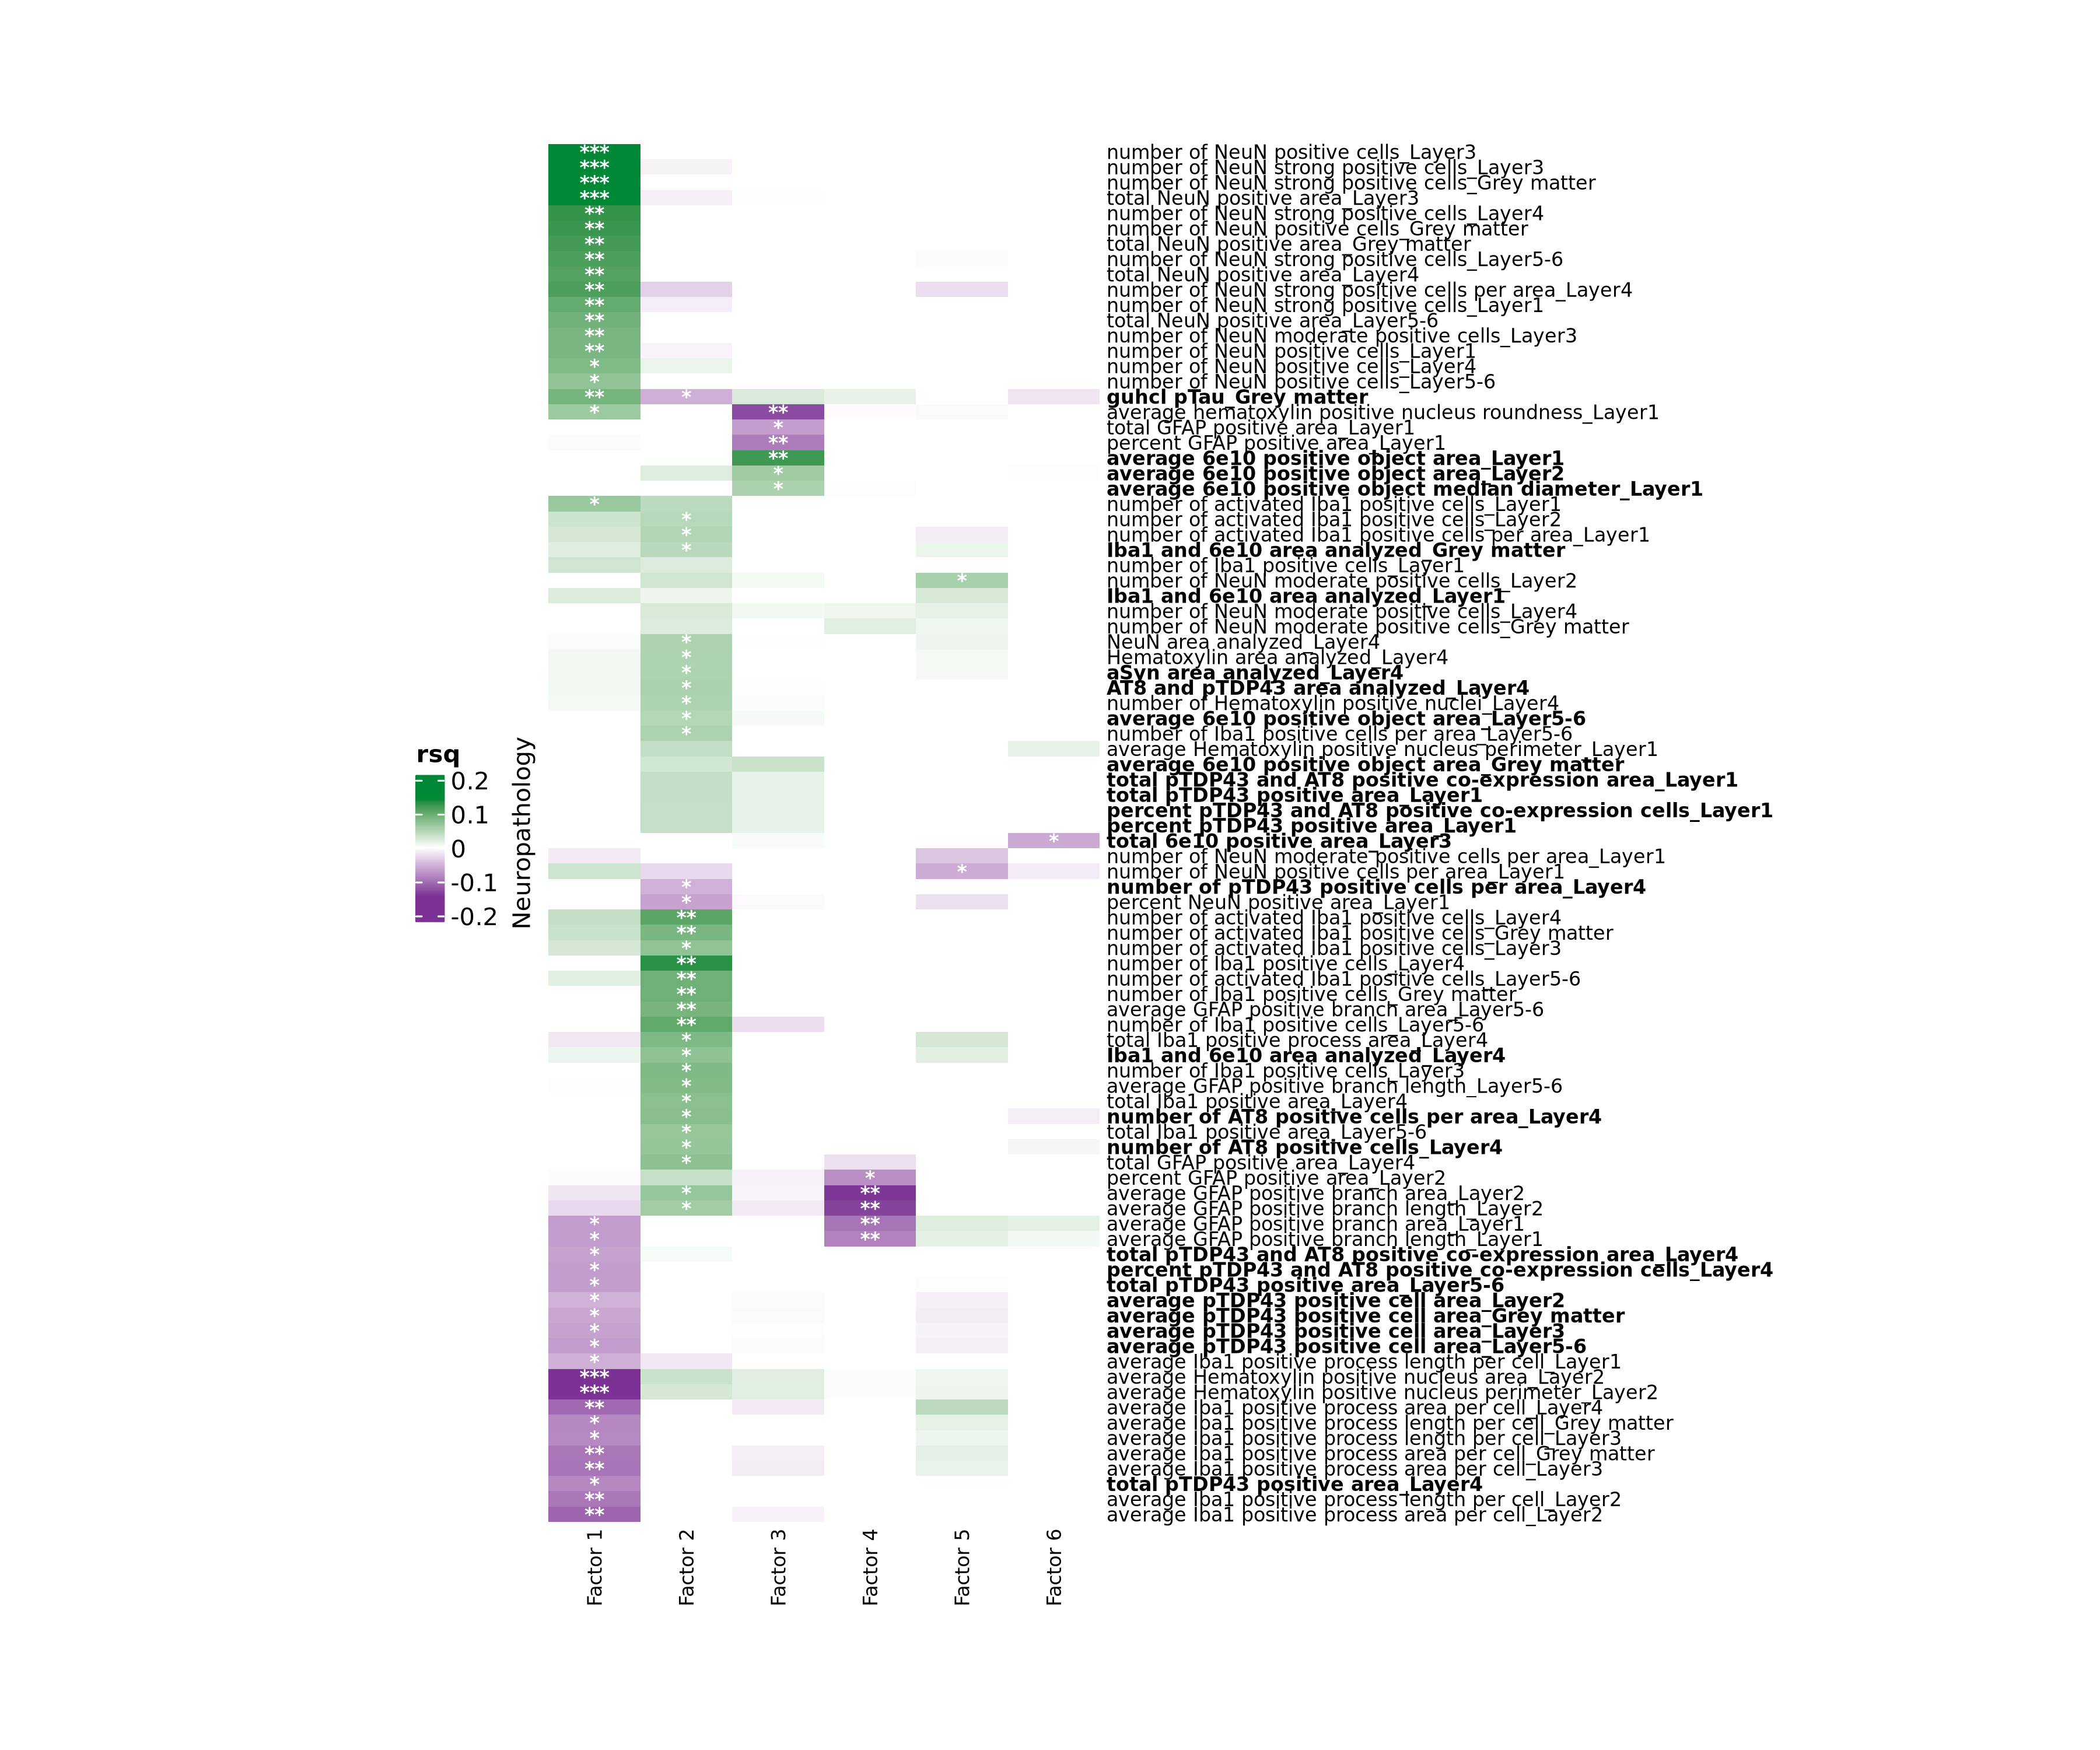 *** number of NeuN positive cells_Layer3
*** number of NeuN strong positive cells_Layer3
*** number of NeuN strong positive cells_Grey matter
*** total NeuN positive area_Layer3
** number of NeuN strong positive cells_Layer4
** number of NeuN positive cells_Grey matter
** total NeuN positive area_Grey matter
** number of NeuN strong positive cells_Layer5-6
** total NeuN positive area_Layer4
** number of NeuN strong positive cells per area_Layer4
** number of NeuN strong positive cells_Layer1
** total NeuN positive area_Layer5-6
** number of NeuN moderate positive cells_Layer3
** number of NeuN positive cells_Layer1
* number of NeuN positive cells_Layer4
* number of NeuN positive cells_Layer5-6
** * guhcl pTau_Grey matter
* ** average hematoxylin positive nucleus roundness_Layer1
* total GFAP positive area_Layer1
** percent GFAP positive area_Layer1
** average 6e10 positive object area_Layer1
* average 6e10 positive object area_Layer2
* average 6e10 positive object median diameter_Layer1
* number of activated Iba1 positive cells_Layer1
* number of activated Iba1 positive cells_Layer2
* number of activated Iba1 positive cells per area_Layer1
* Iba1 and 6e10 area analyzed_Grey matter
number of Iba1 positive cells_Layer1
* number of NeuN moderate positive cells_Layer2
Iba1 and 6e10 area analyzed_Layer1
number of NeuN moderate positive cells_Layer4
number of NeuN moderate positive cells_Grey matter
* NeuN area analyzed_Layer4
* Hematoxylin area analyzed_Layer4
* aSyn area analyzed_Layer4
* AT8 and pTDP43 area analyzed_Layer4
* number of Hematoxylin positive nuclei_Layer4
* average 6e10 positive object area_Layer5-6
* number of Iba1 positive cells per area_Layer5-6
average Hematoxylin positive nucleus perimeter_Layer1
average 6e10 positive object area_Grey matter
total pTDP43 and AT8 positive co-expression area_Layer1
total pTDP43 positive area_Layer1
percent pTDP43 and AT8 positive co-expression cells_Layer1
percent pTDP43 positive area_Layer1
* total 6e10 positive area_Layer3
number of NeuN moderate positive cells per area_Layer1
* number of NeuN positive cells per area_Layer1
* number of pTDP43 positive cells per area_Layer4
* percent NeuN positive area_Layer1
** number of activated Iba1 positive cells_Layer4
** number of activated Iba1 positive cells_Grey matter
* number of activated Iba1 positive cells_Layer3
** number of Iba1 positive cells_Layer4
** number of activated Iba1 positive cells_Layer5-6
** number of Iba1 positive cells_Grey matter
** average GFAP positive branch area_Layer5-6
** number of Iba1 positive cells_Layer5-6
* total Iba1 positive process area_Layer4
* Iba1 and 6e10 area analyzed_Layer4
* number of Iba1 positive cells_Layer3
* average GFAP positive branch length_Layer5-6
* total Iba1 positive area_Layer4
* number of AT8 positive cells per area_Layer4
* total Iba1 positive area_Layer5-6
* number of AT8 positive cells_Layer4
* total GFAP positive area_Layer4
* percent GFAP positive area_Layer2
* ** average GFAP positive branch area_Layer2
* ** average GFAP positive branch length_Layer2
* ** average GFAP positive branch area_Layer1
* ** average GFAP positive branch length_Layer1
* total pTDP43 and AT8 positive co-expression area_Layer4
* percent pTDP43 and AT8 positive co-expression cells_Layer4
* total pTDP43 positive area_Layer5-6
* average pTDP43 positive cell area_Layer2
* average pTDP43 positive cell area_Grey matter
* average pTDP43 positive cell area_Layer3
* average pTDP43 positive cell area_Layer5-6
* average Iba1 positive process length per cell_Layer1
*** average Hematoxylin positive nucleus area_Layer2
*** average Hematoxylin positive nucleus perimeter_Layer2
** average Iba1 positive process area per cell_Layer4
* average Iba1 positive process length per cell_Grey matter
* average Iba1 positive process length per cell_Layer3
** average Iba1 positive process area per cell_Grey matter
** average Iba1 positive process area per cell_Layer3
* total pTDP43 positive area_Layer4
** average Iba1 positive process length per cell_Layer2
** average Iba1 positive process area per cell_Layer2
rsq
0.2
0.1
0
-0.1
-0.2
Neuropathology
Factor 1
Factor 2
Factor 3
Factor 4
Factor 5
Factor 6